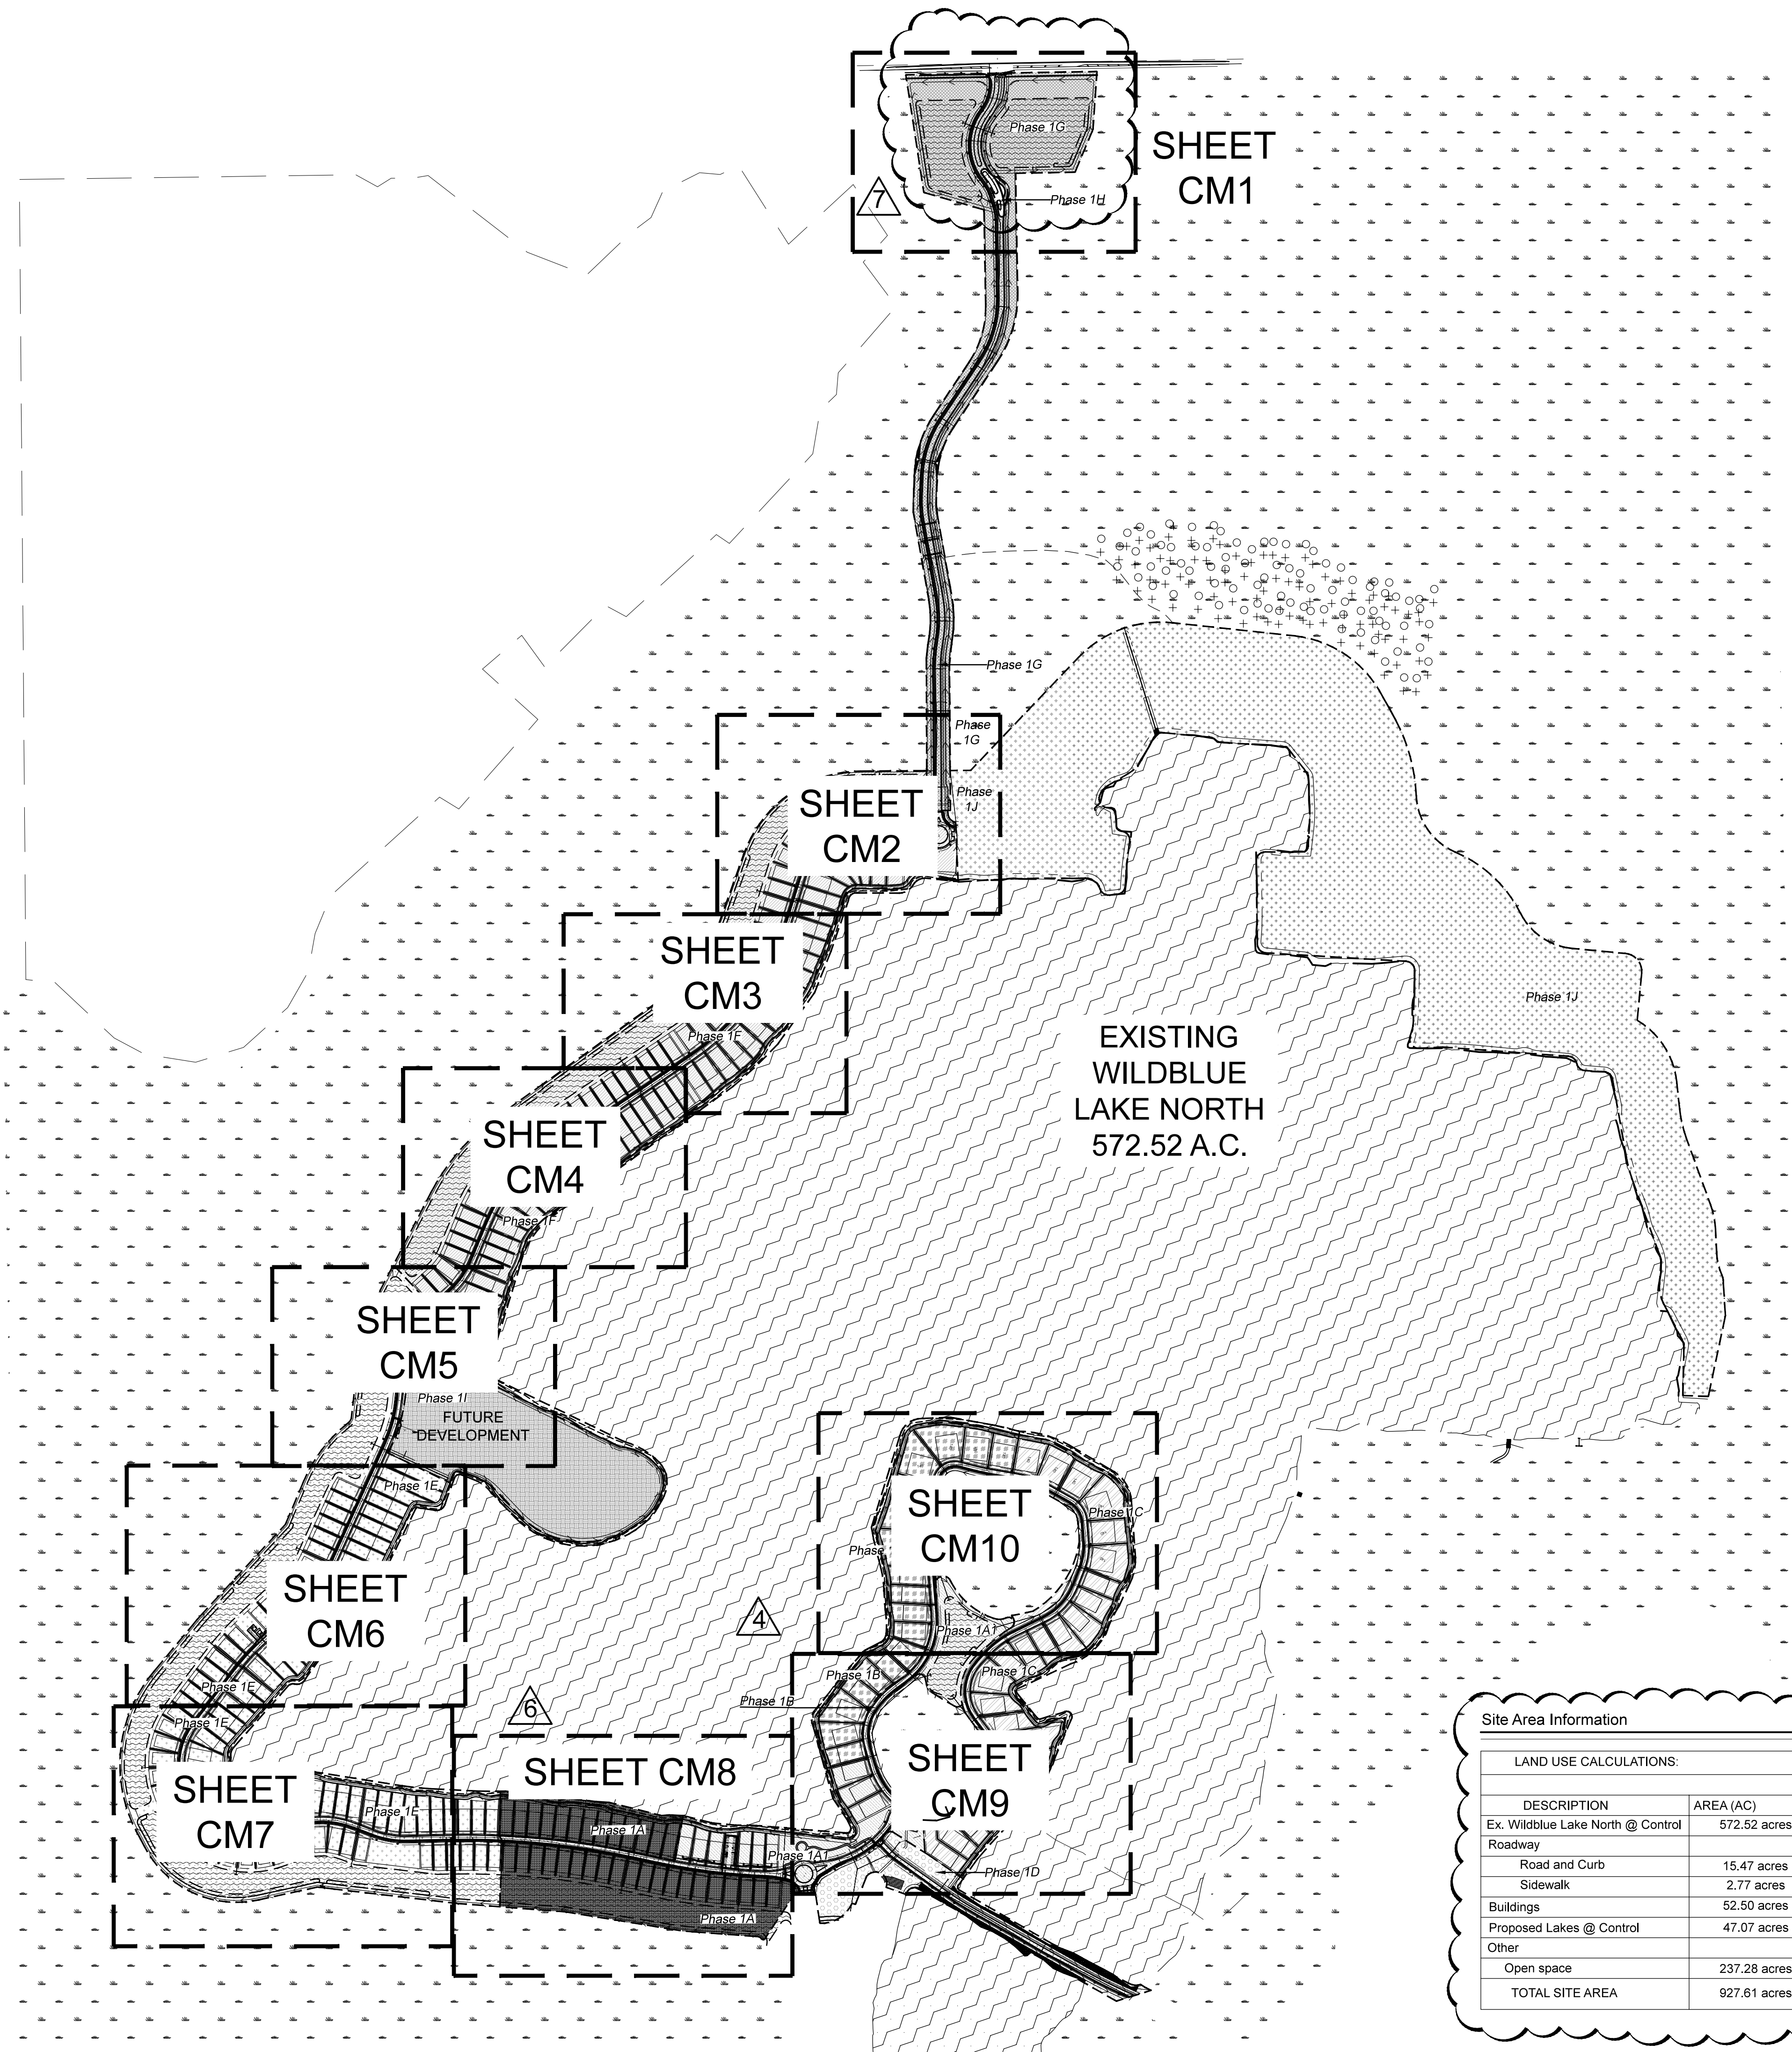 Phase 1G
SHEET
CM1
7
Phase 1H
Phase 1G
Phase
1G
Phase
1J
SHEET
CM2
SHEET
CM3
Phase 1F
Phase 1J
EXISTING
WILDBLUE
LAKE NORTH
572.52 A.C.
SHEET
CM4
Phase 1F
SHEET
CM5
Phase 1I
FUTURE
DEVELOPMENT
Phase 1E
SHEET
CM10
Phase 1C
Phase
SHEET
CM6
4
Phase 1A1
Phase 1B
Phase 1C
Phase 1E
Phase 1B
6
Phase 1E
SHEET
CM7
SHEET CM8
SHEET
CM9
Phase 1E
Phase 1A
Phase 1A1
Phase 1D
Phase 1A
Site Area Information
LAND USE CALCULATIONS:
DESCRIPTION AREA (AC)
Ex. Wildblue Lake North @ Control 572.52 acres
Roadway
Road and Curb 15.47 acres
Sidewalk 2.77 acres
Buildings 52.50 acres
Proposed Lakes @ Control 47.07 acres
Other
Open space 237.28 acres
TOTAL SITE AREA 927.61 acres